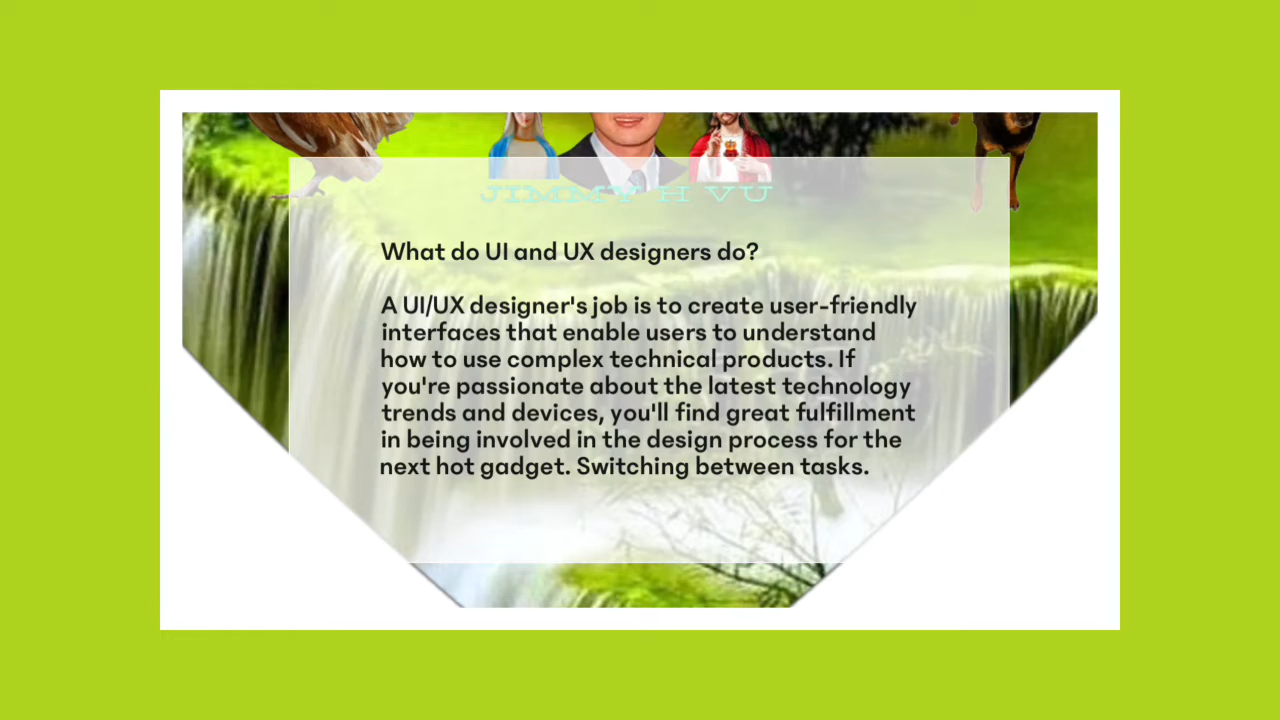 JIMMY H VU
What do UI and UX designers do?
A UI/UX designer's job is to create user-friendly
interfaces that enable users to understand
how to use complex technical products. If
you're passionate about the latest technology
trends and devices, you'll find great fulfillment
in being involved in the design process for the
next hot gadget. Switching between tasks.